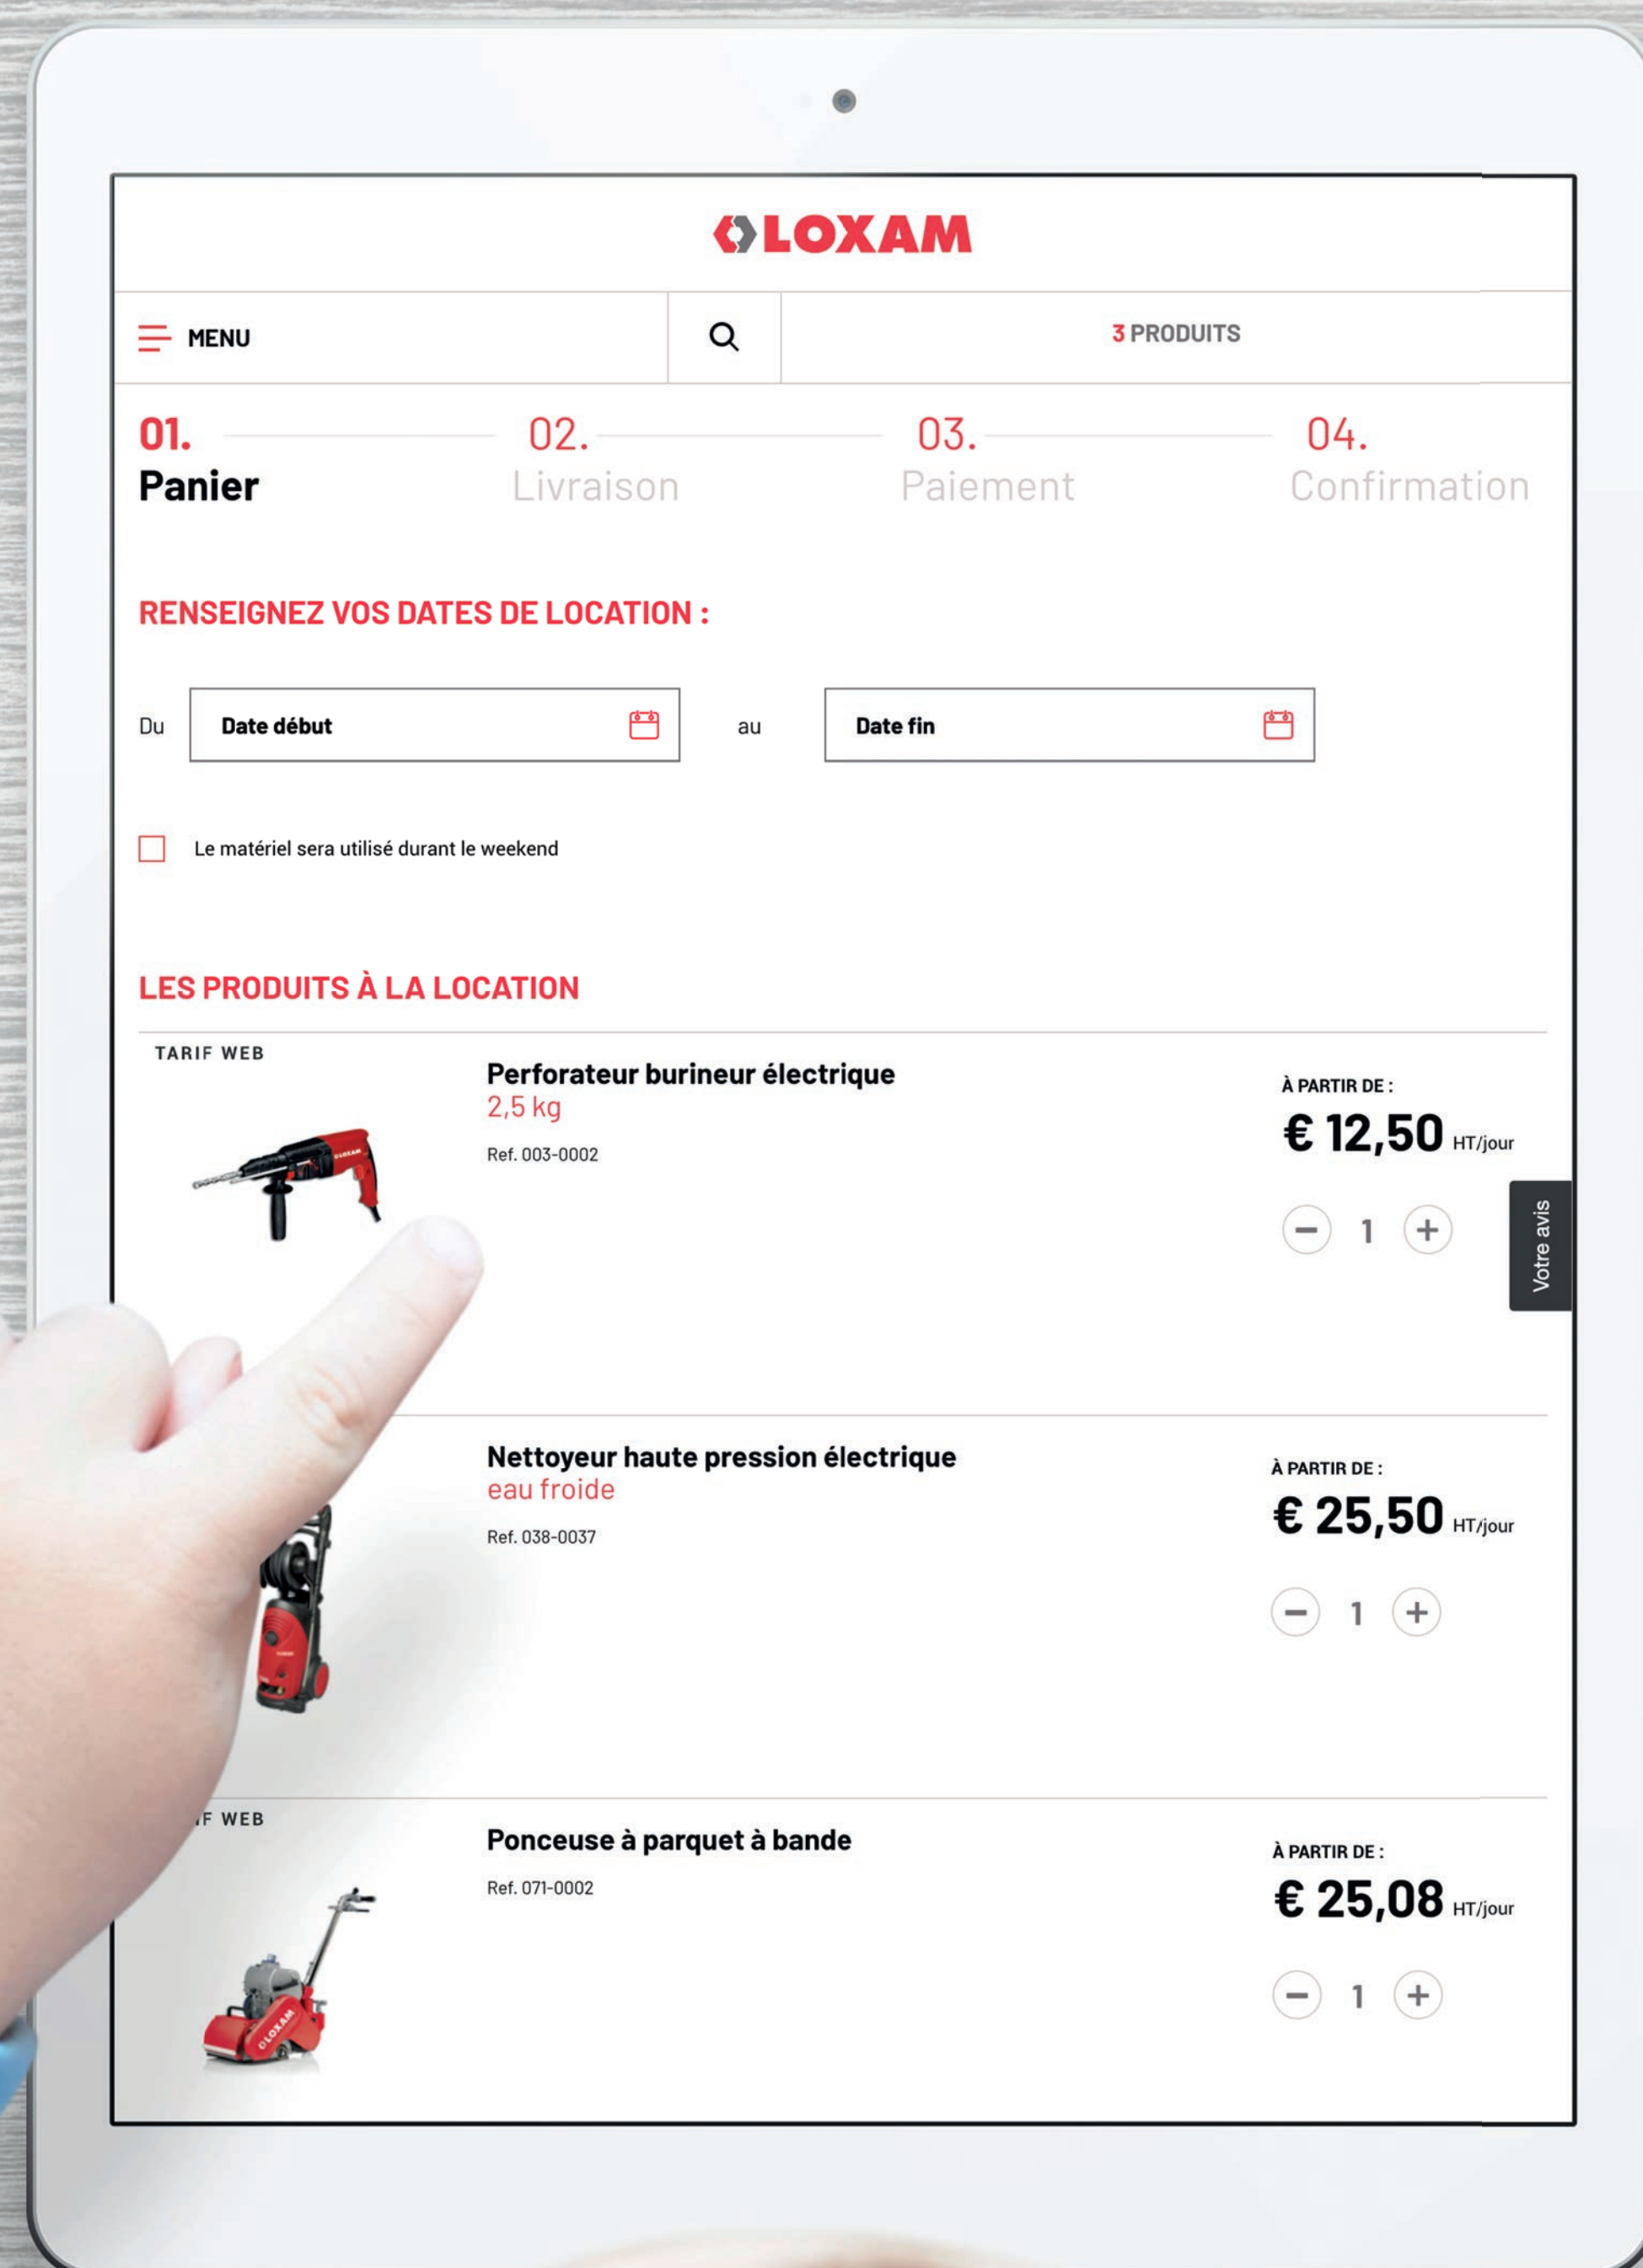 LOXAM
MENU
3 PRODUITS
01.
Panier
02.
Livraison
03.
Paiement
04.
Confirmation
RENSEIGNEZ VOS DATES DE LOCATION :
Du
Date début
au
Date fin
Le matériel sera utilisé durant le weekend
LES PRODUITS À LA LOCATION
TARIF WEB
Perforateur burineur électrique
2,5 kg
Ref. 003-0002
À PARTIR DE :
€ 12,50 HT/jour
LOXAM
- 1 +
Votre avis
Nettoyeur haute pression électrique
eau froide
Ref. 038-0037
À PARTIR DE :
€ 25,50 HT/jour
- 1 +
IF WEB
Ponceuse à parquet à bande
Ref. 071-0002
À PARTIR DE :
€ 25,08 HT/jour
- 1 +
LOXAM